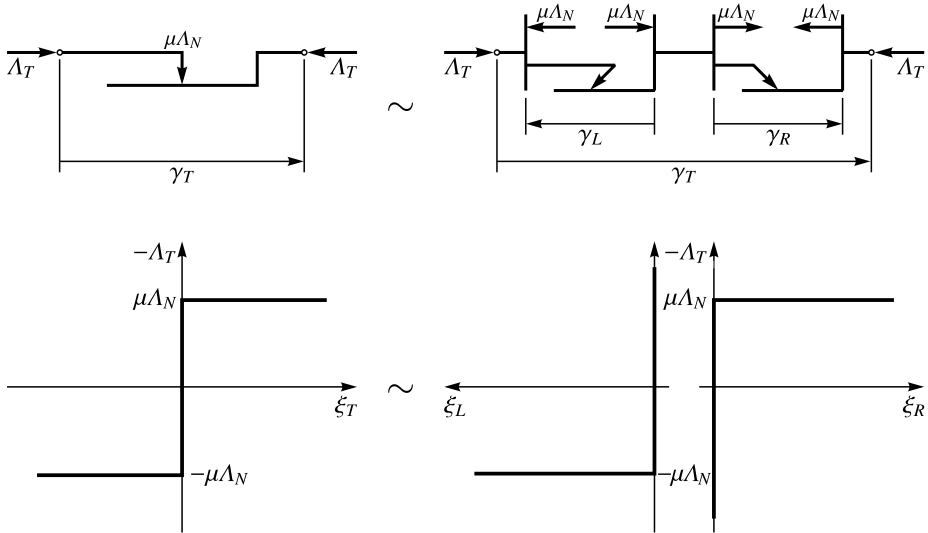 μΛ_N μΛ_N μΛ_N μΛ_N
μΛ_N
Λ_T Λ_T Λ_T Λ_T
∼
γ_L γ_R
γ_T γ_T
−Λ_T −Λ_T
μΛ_N μΛ_N
∼
ξ_T ξ_L ξ_R
−μΛ_N −μΛ_N